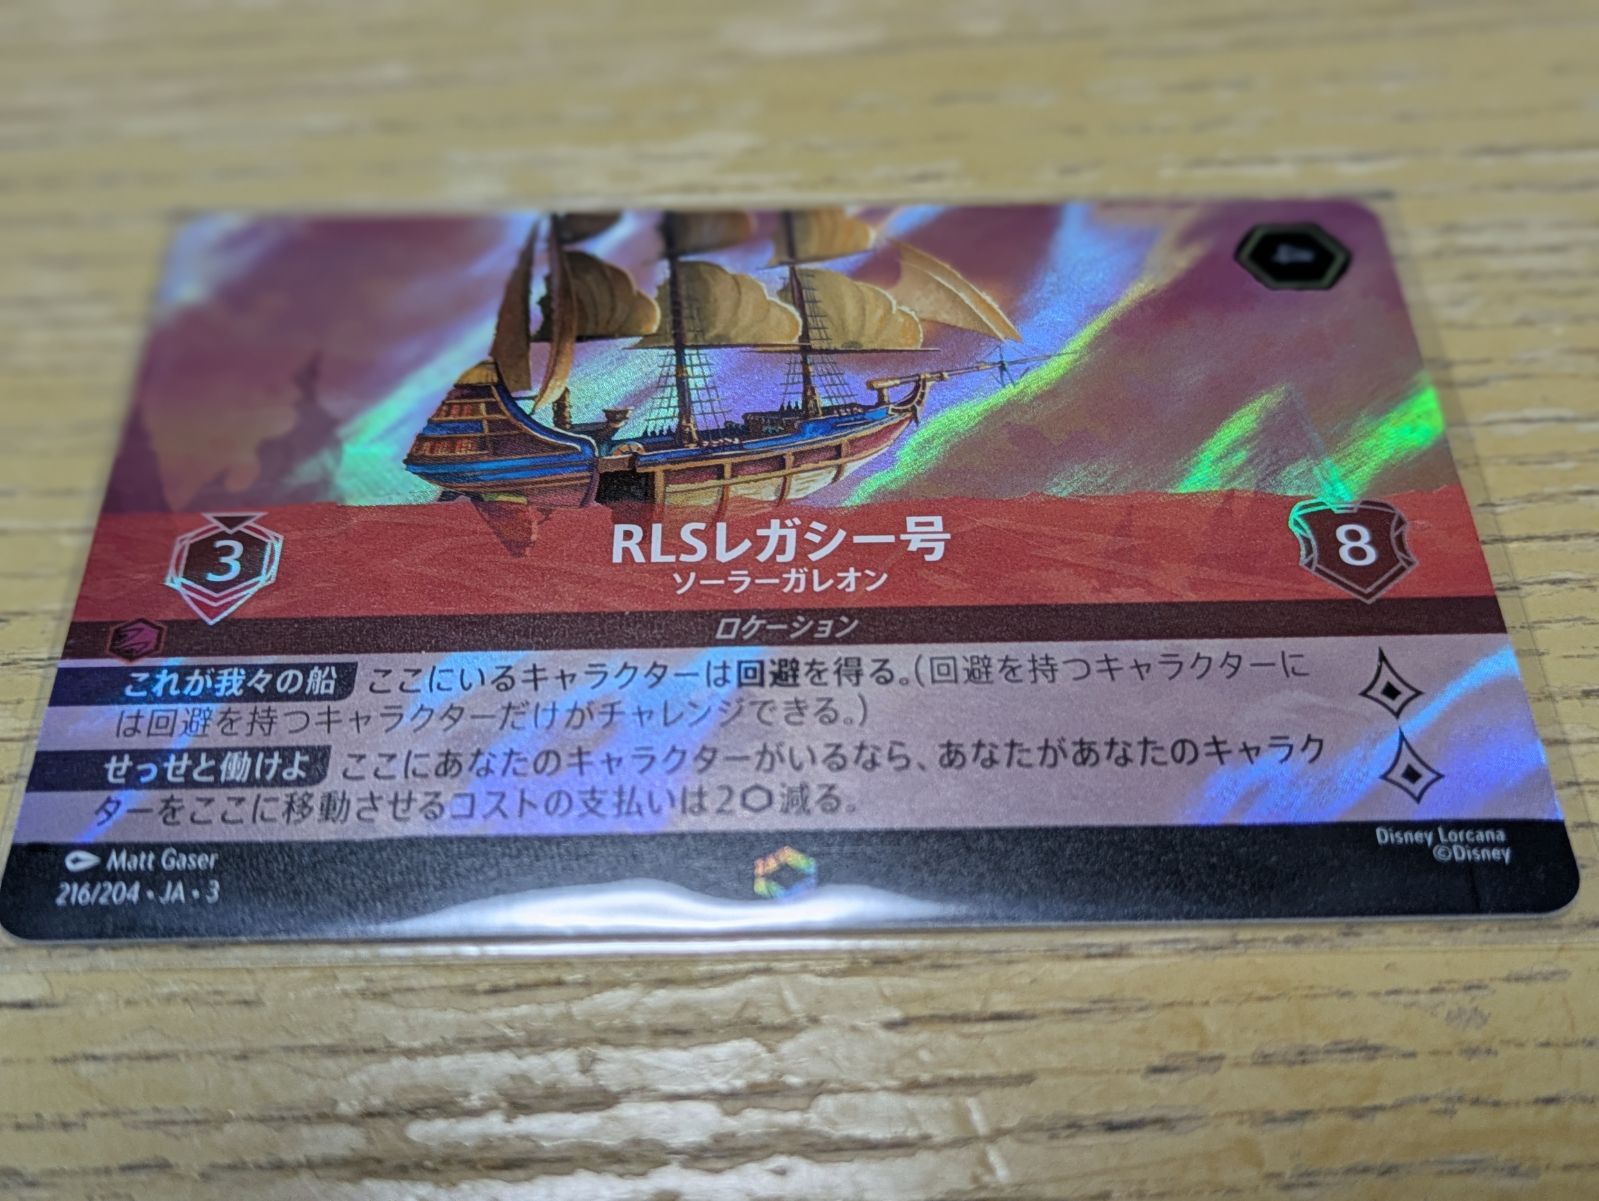 4
3
RLSレガシー号
8
ソーラーガレオン
ロケーション
これが我々の船 ここにいるキャラクターは回避を得る。(回避を持つキャラクターに
は回避を持つキャラクターだけがチャレンジできる。)
せっせと働けよ ここにあなたのキャラクターがいるなら、あなたがあなたのキャラク
ターをここに移動させるコストの支払いは2⬡減る。
Matt Gaser
216/204・JA・3
Disney Lorcana
©Disney